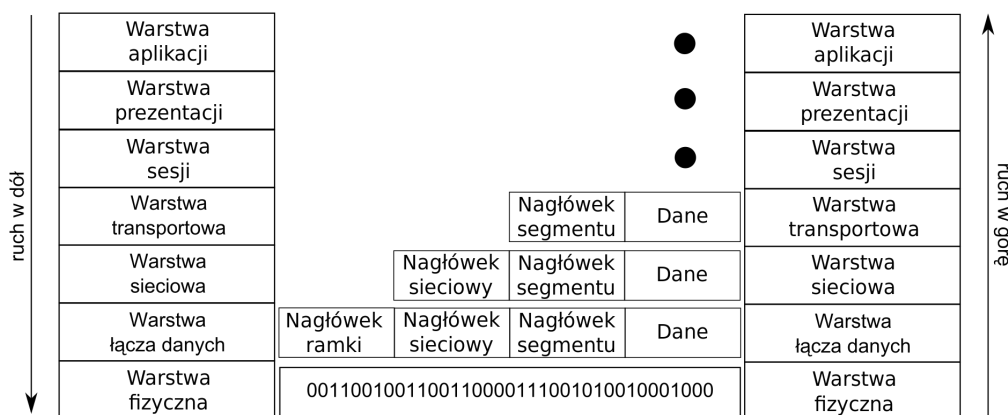 ruch w dół
Warstwa
aplikacji
Warstwa
prezentacji
Warstwa
sesji
Warstwa
transportowa
Warstwa
sieciowa
Warstwa
łącza danych
Warstwa
fizyczna
Nagłówek
segmentu
Dane
Nagłówek
sieciowy
Nagłówek
segmentu
Dane
Nagłówek
ramki
Nagłówek
sieciowy
Nagłówek
segmentu
Dane
0011001001100110000111100101001000​1000
Warstwa
aplikacji
Warstwa
prezentacji
Warstwa
sesji
Warstwa
transportowa
Warstwa
sieciowa
Warstwa
łącza danych
Warstwa
fizyczna
ruch w górę